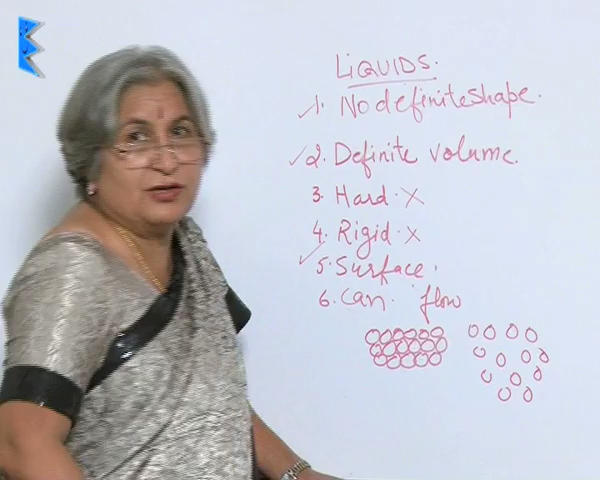 LIQUIDS.
1. No definite shape.
2. Definite volume.
3. Hard X
4. Rigid X
5. Surface.
6. Can flow